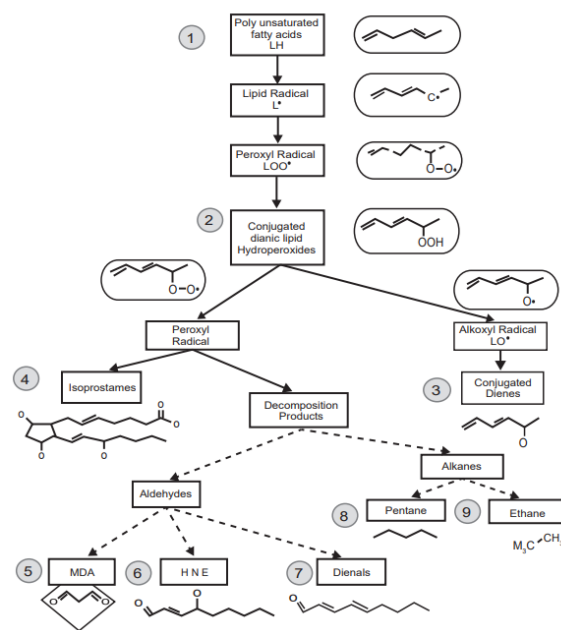 1
Poly unsaturated
fatty acids
LH
Lipid Radical
L•
C•
Peroxyl Radical
LOO•
O–O•
2
Conjugated
dianic lipid
Hydroperoxides
OOH
O–O•
O•
Peroxyl
Radical
Alkoxyl Radical
LO•
4
Isoprostames
3
Conjugated
Dienes
Decomposition
Products
O
O
O
O
O
O
Alkanes
Aldehydes
8
Pentane
9
Ethane
M₃C–CH₃
5
MDA
6
H N E
7
Dienals
O
O
O
O
O